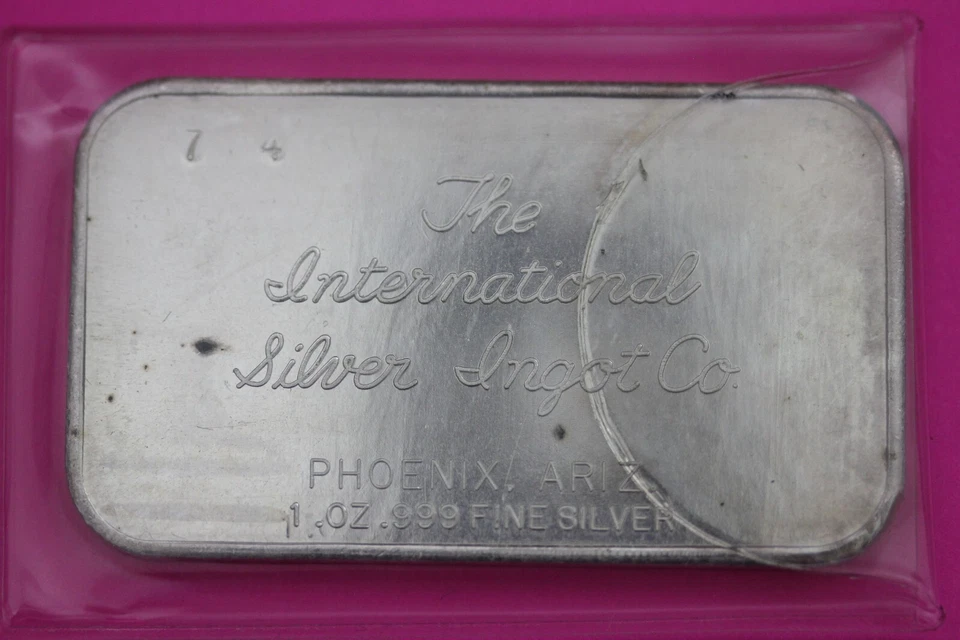 7 4
The
International
Silver Ingot Co.
PHOENIX, ARIZ
1 .OZ .999 FINE SILVER